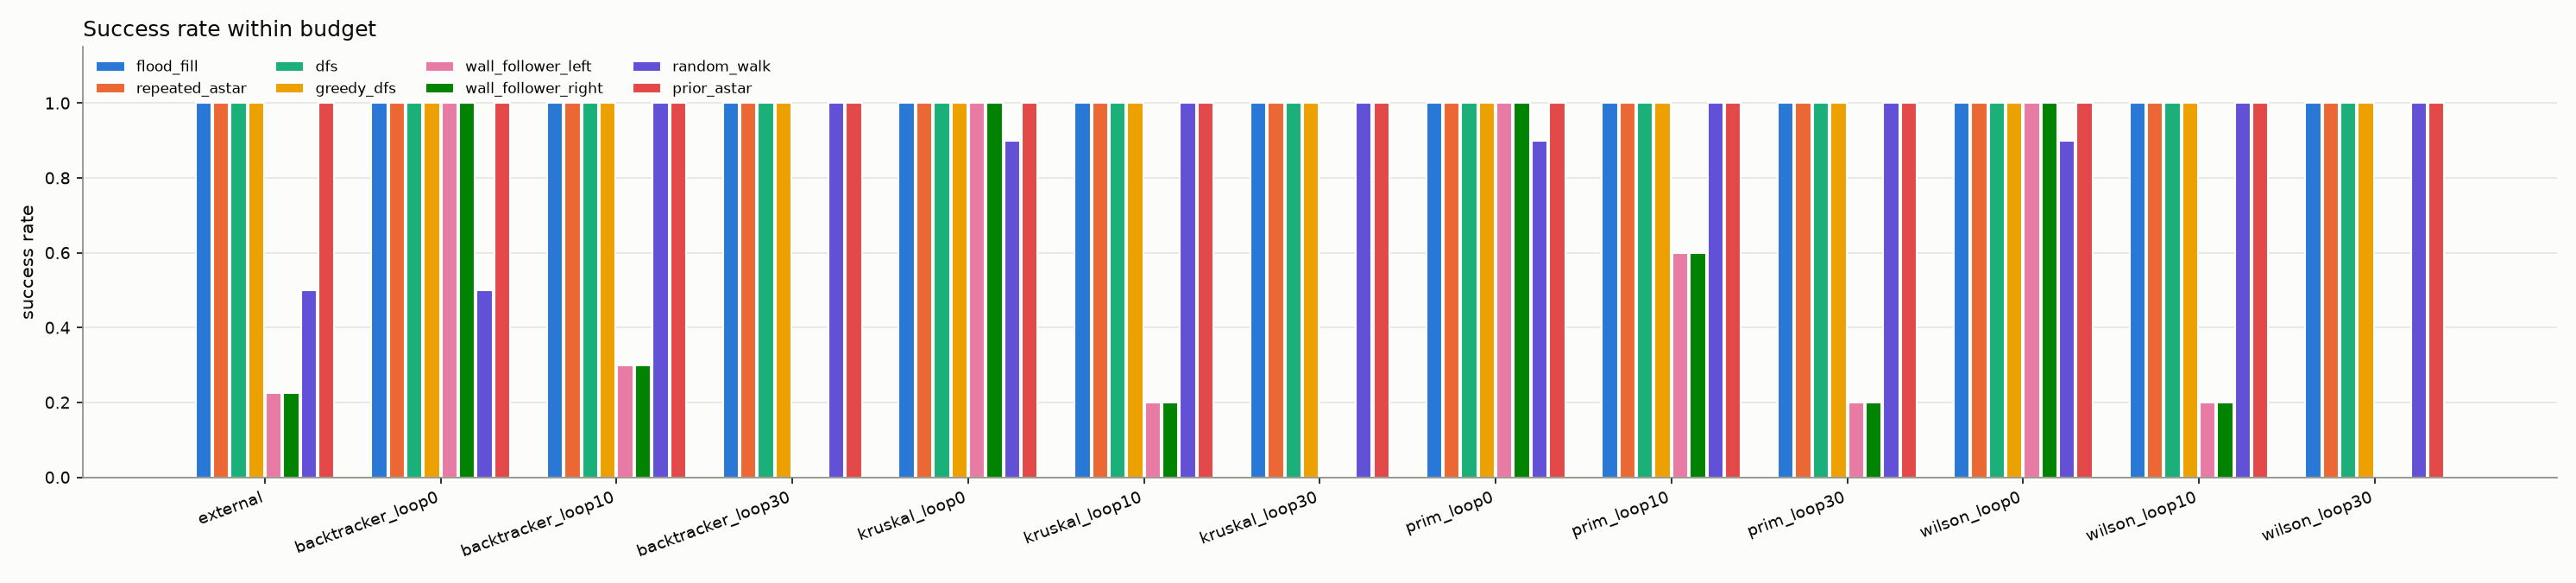 Success rate within budget
flood_fill
dfs
wall_follower_left
random_walk
repeated_astar
greedy_dfs
wall_follower_right
prior_astar
1.0
0.8
0.6
0.4
0.2
0.0
success rate
external
backtracker_loop0
backtracker_loop10
backtracker_loop30
kruskal_loop0
kruskal_loop10
kruskal_loop30
prim_loop0
prim_loop10
prim_loop30
wilson_loop0
wilson_loop10
wilson_loop30